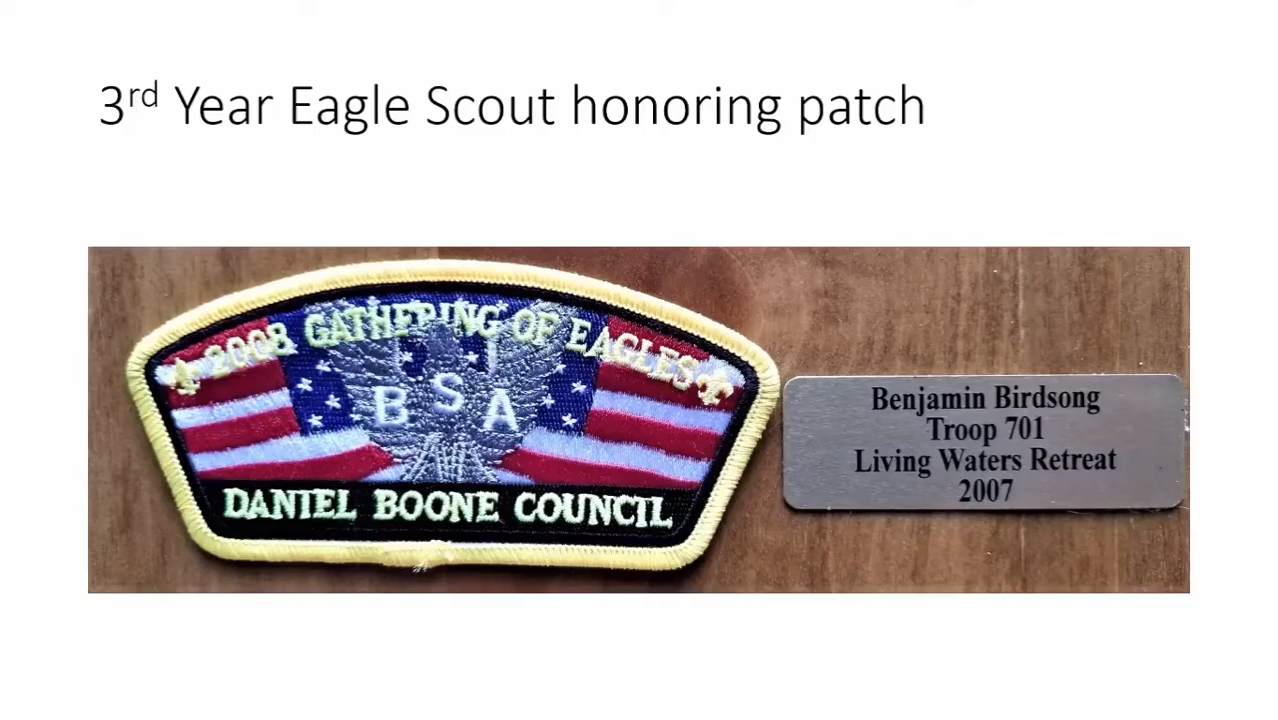 3rd Year Eagle Scout honoring patch
2008 GATHERING OF EAGLES
BSA
DANIEL BOONE COUNCIL
Benjamin Birdsong
Troop 701
Living Waters Retreat
2007